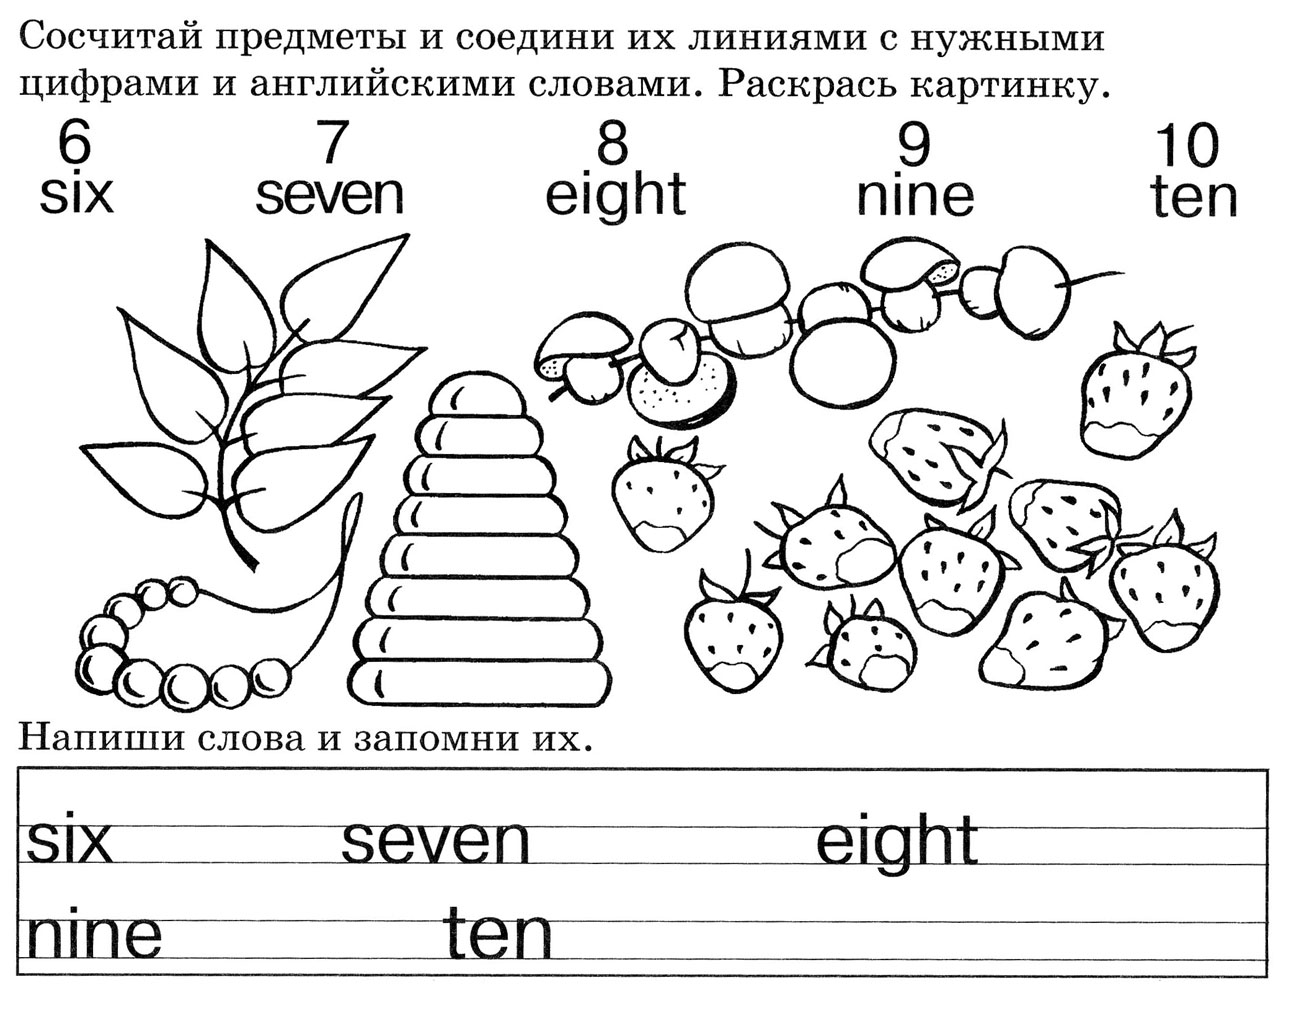 Сосчитай предметы и соедини их линиями с нужными
цифрами и английскими словами. Раскрась картинку.
6 7 8 9 10
six seven eight nine ten
Напиши слова и запомни их.
six seven eight
nine ten